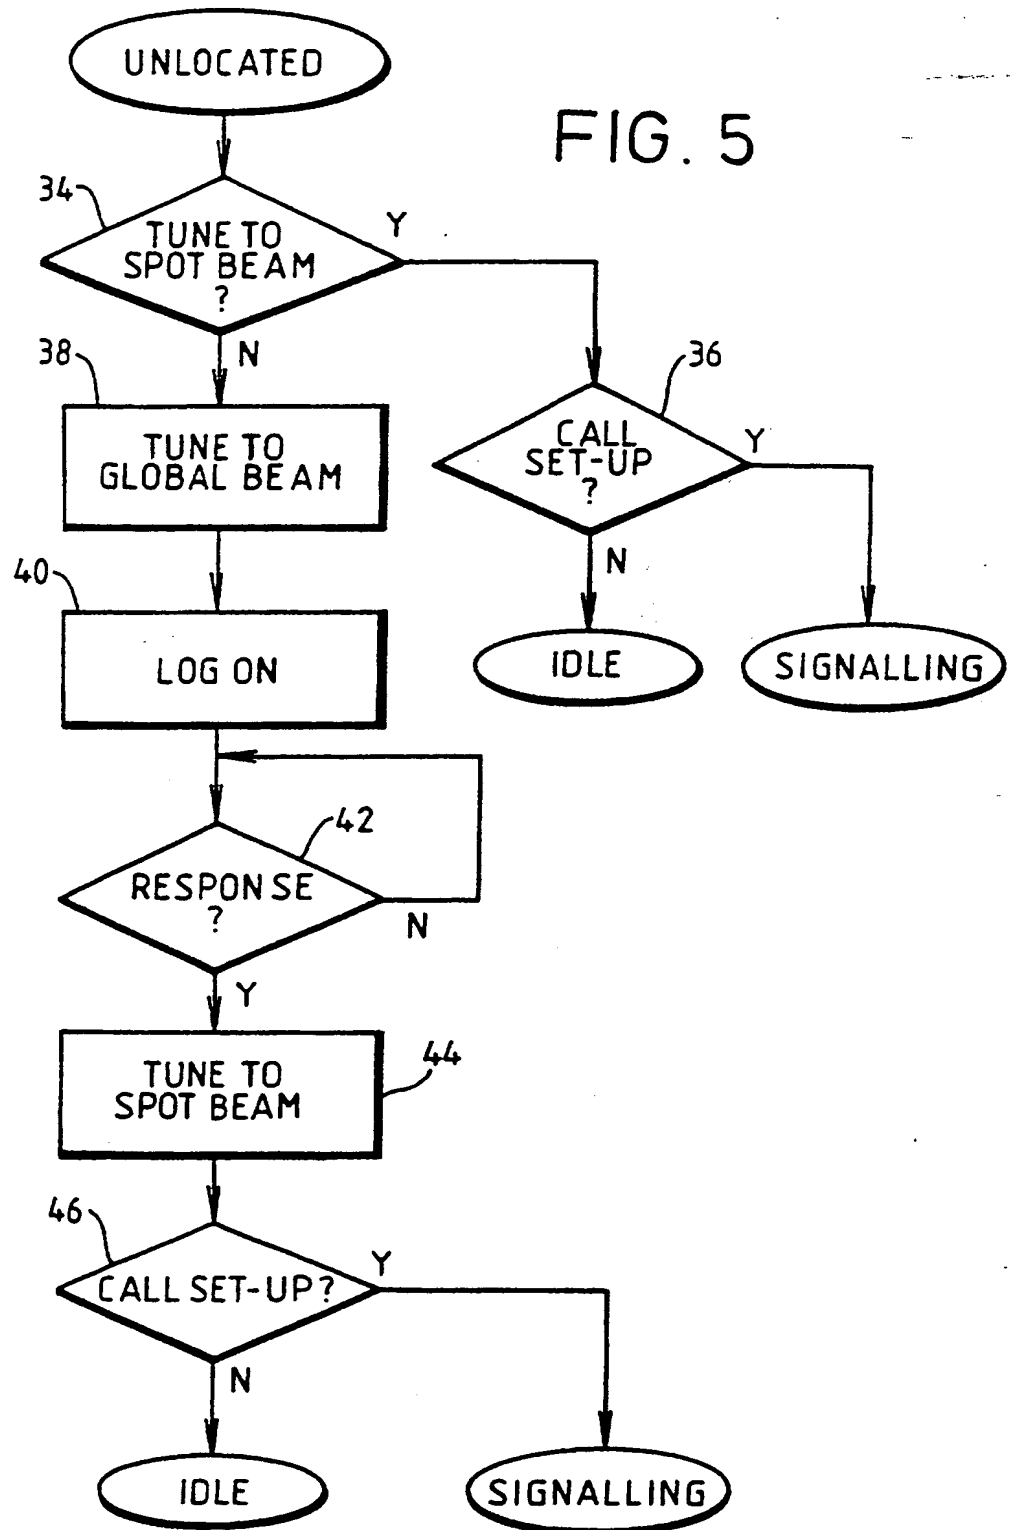 UNLOCATED
FIG. 5
34
TUNE TO
SPOT BEAM
?
Y
N
38
TUNE TO
GLOBAL BEAM
36
CALL
SET-UP
?
Y
N
40
LOG ON
IDLE
SIGNALLING
42
RESPONSE
?
N
Y
TUNE TO
SPOT BEAM
44
46
CALL SET-UP?
Y
N
IDLE
SIGNALLING